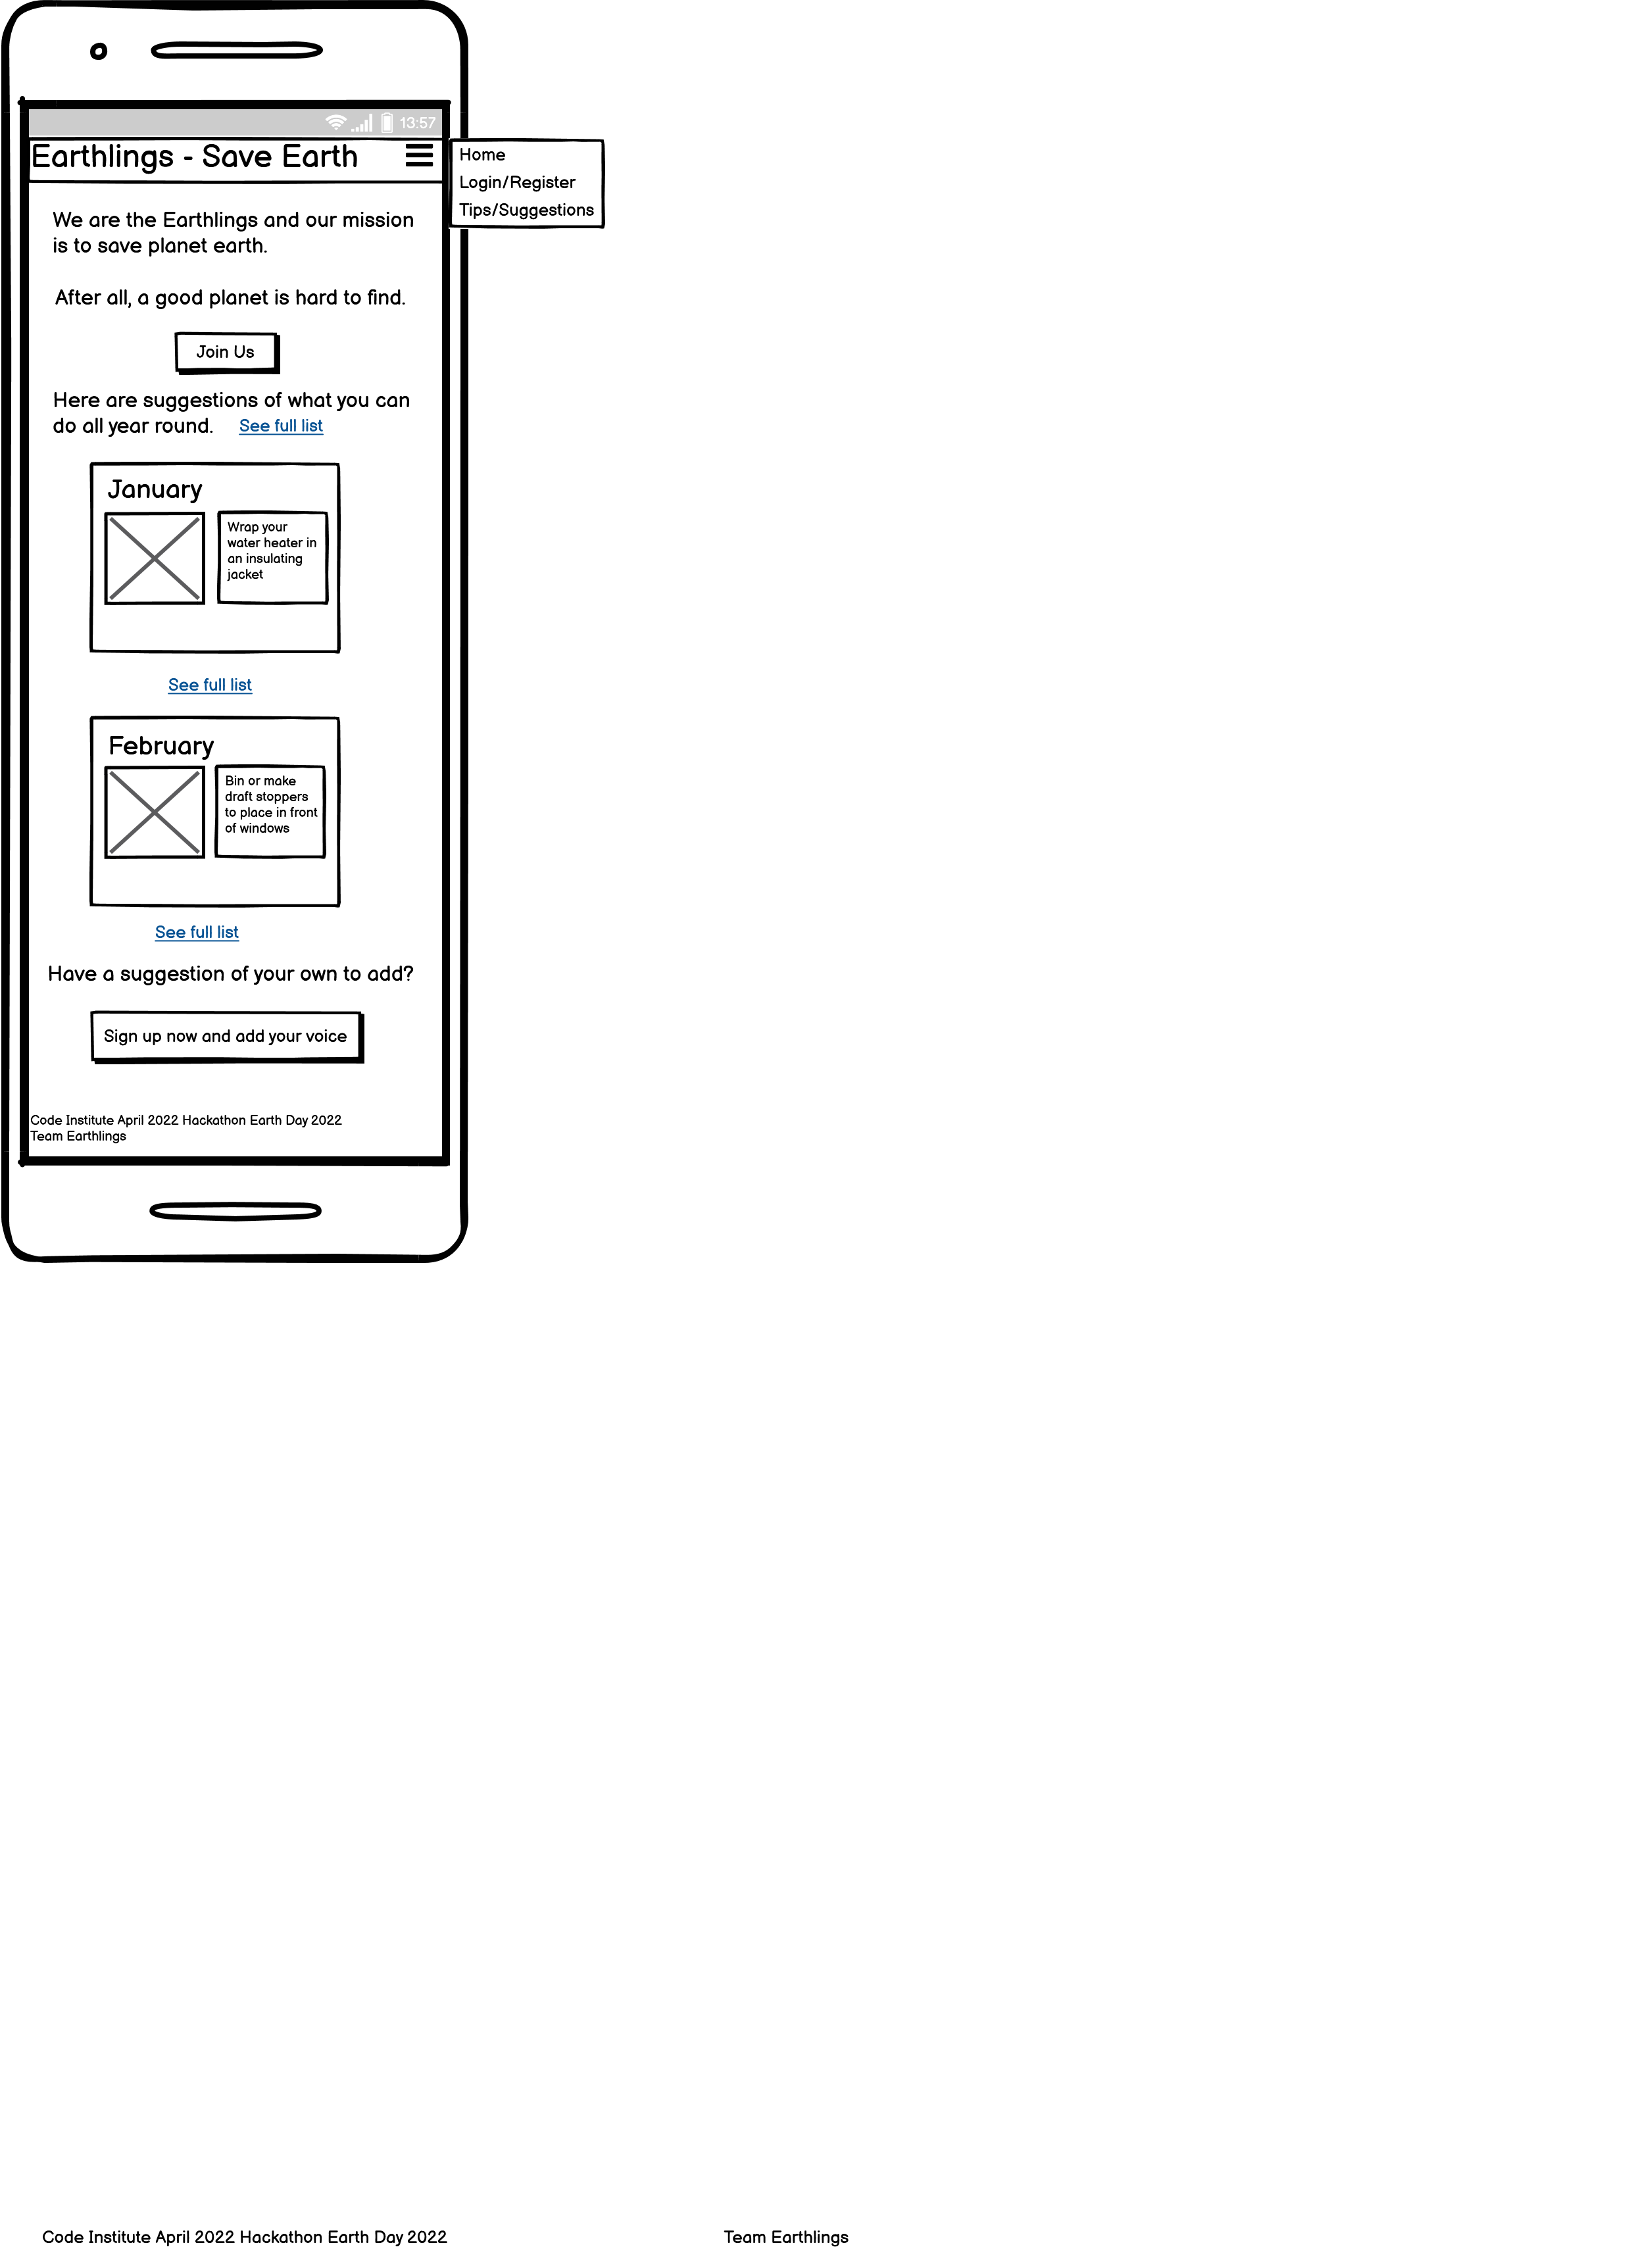 13:57
Earthlings - Save Earth
Home
Login/Register
Tips/Suggestions
We are the Earthlings and our mission
is to save planet earth.
After all, a good planet is hard to find.
Join Us
Here are suggestions of what you can
do all year round. See full list
January
Wrap your
water heater in
an insulating
jacket
See full list
February
Bin or make
draft stoppers
to place in front
of windows
See full list
Have a suggestion of your own to add?
Sign up now and add your voice
Code Institute April 2022 Hackathon Earth Day 2022
Team Earthlings
Code Institute April 2022 Hackathon Earth Day 2022 Team Earthlings